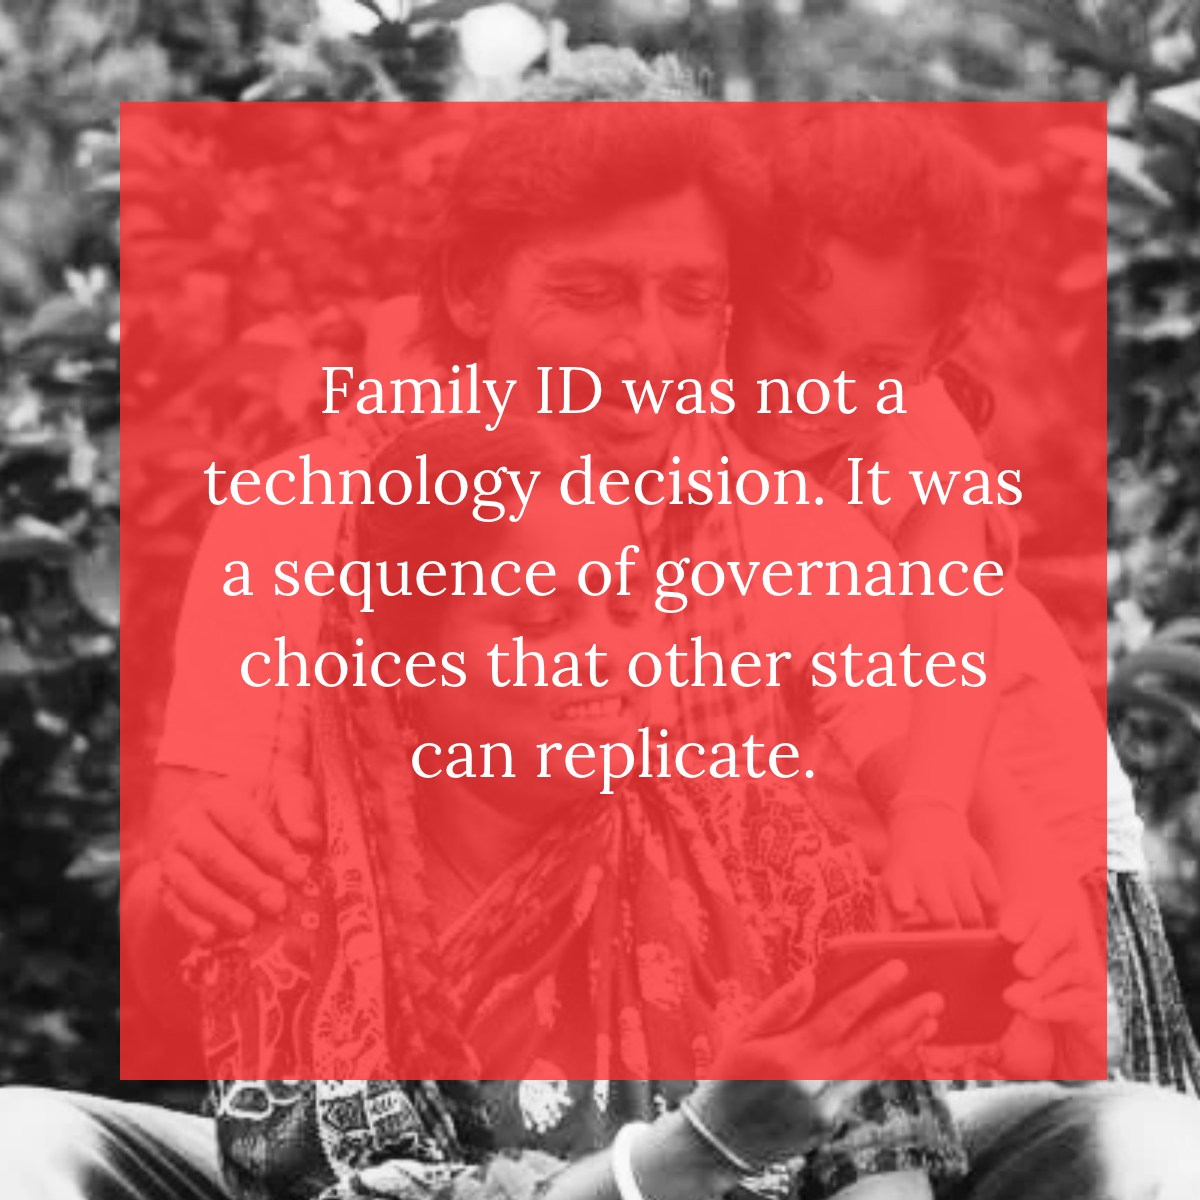 Family ID was not a
technology decision. It was
a sequence of governance
choices that other states
can replicate.